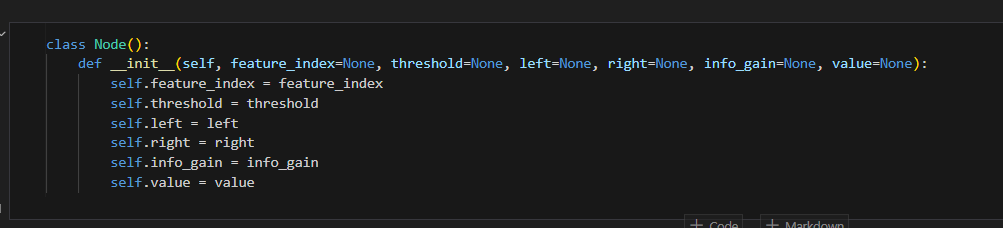 class Node():
    def __init__(self, feature_index=None, threshold=None, left=None, right=None, info_gain=None, value=None):
        self.feature_index = feature_index
        self.threshold = threshold
        self.left = left
        self.right = right
        self.info_gain = info_gain
        self.value = value
+ Code + Markdown